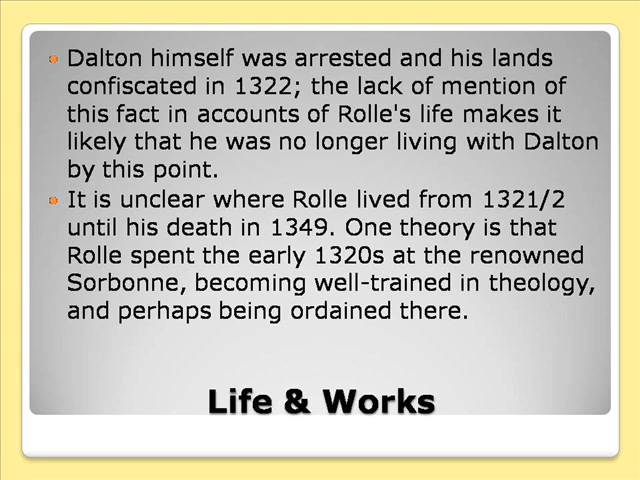 Dalton himself was arrested and his lands
confiscated in 1322; the lack of mention of
this fact in accounts of Rolle's life makes it
likely that he was no longer living with Dalton
by this point.
It is unclear where Rolle lived from 1321/2
until his death in 1349. One theory is that
Rolle spent the early 1320s at the renowned
Sorbonne, becoming well-trained in theology,
and perhaps being ordained there.
Life & Works